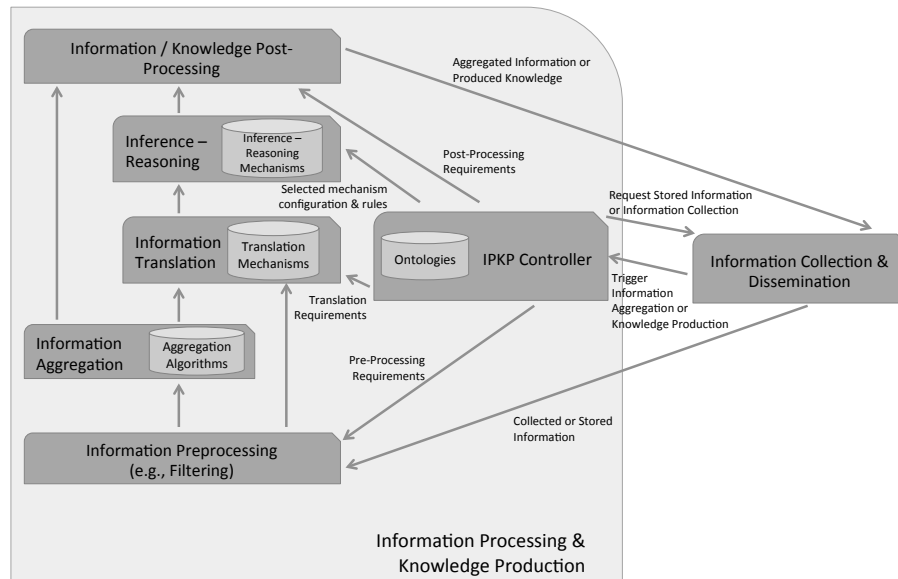 Information / Knowledge Post-
Processing
Aggregated Information or
Produced Knowledge
Inference –
Reasoning
Inference –
Reasoning
Mechanisms
Post-Processing
Requirements
Selected mechanism
configuration & rules
Request Stored Information
or Information Collection
Information
Translation
Translation
Mechanisms
Ontologies
IPKP Controller
Information Collection &
Dissemination
Translation
Requirements
Trigger
Information
Aggregation or
Knowledge Production
Information
Aggregation
Aggregation
Algorithms
Pre-Processing
Requirements
Collected or Stored
Information
Information Preprocessing
(e.g., Filtering)
Information Processing &
Knowledge Production